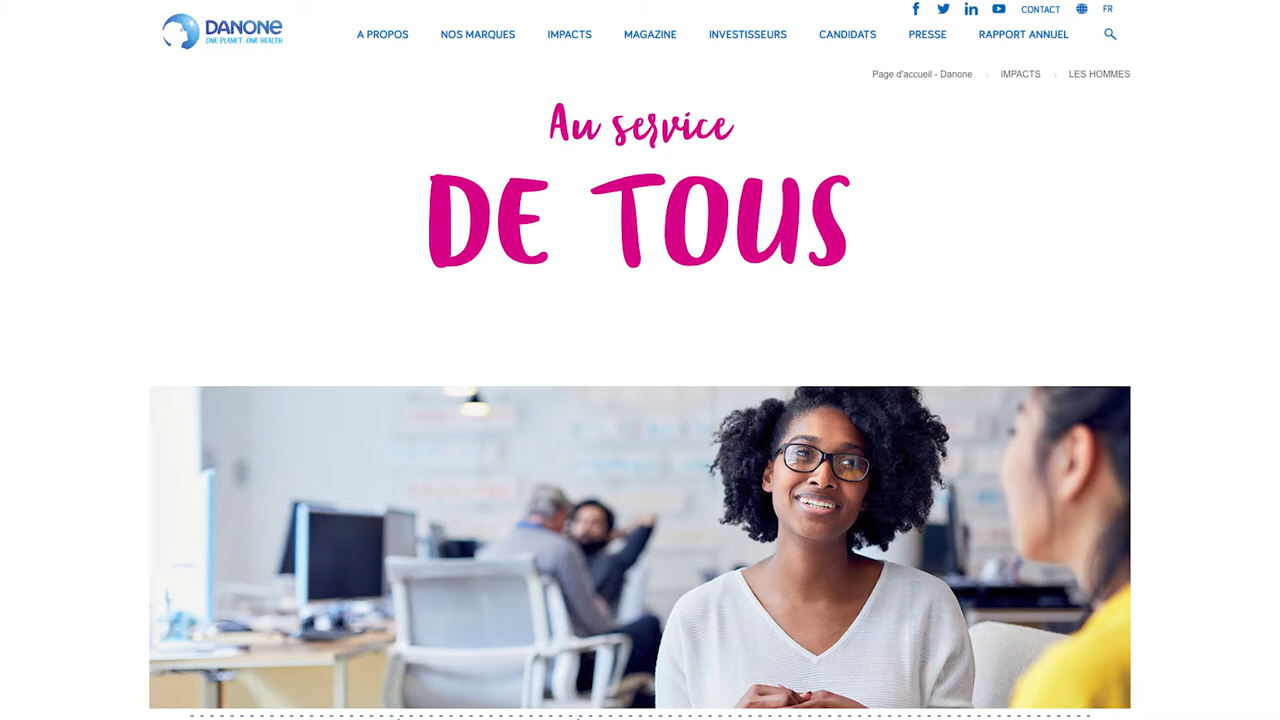 CONTACT FR
DANONE
ONE PLANET. ONE HEALTH
A PROPOS NOS MARQUES IMPACTS MAGAZINE INVESTISSEURS CANDIDATS PRESSE RAPPORT ANNUEL
Page d'accueil - Danone › IMPACTS › LES HOMMES
Au service
DE TOUS